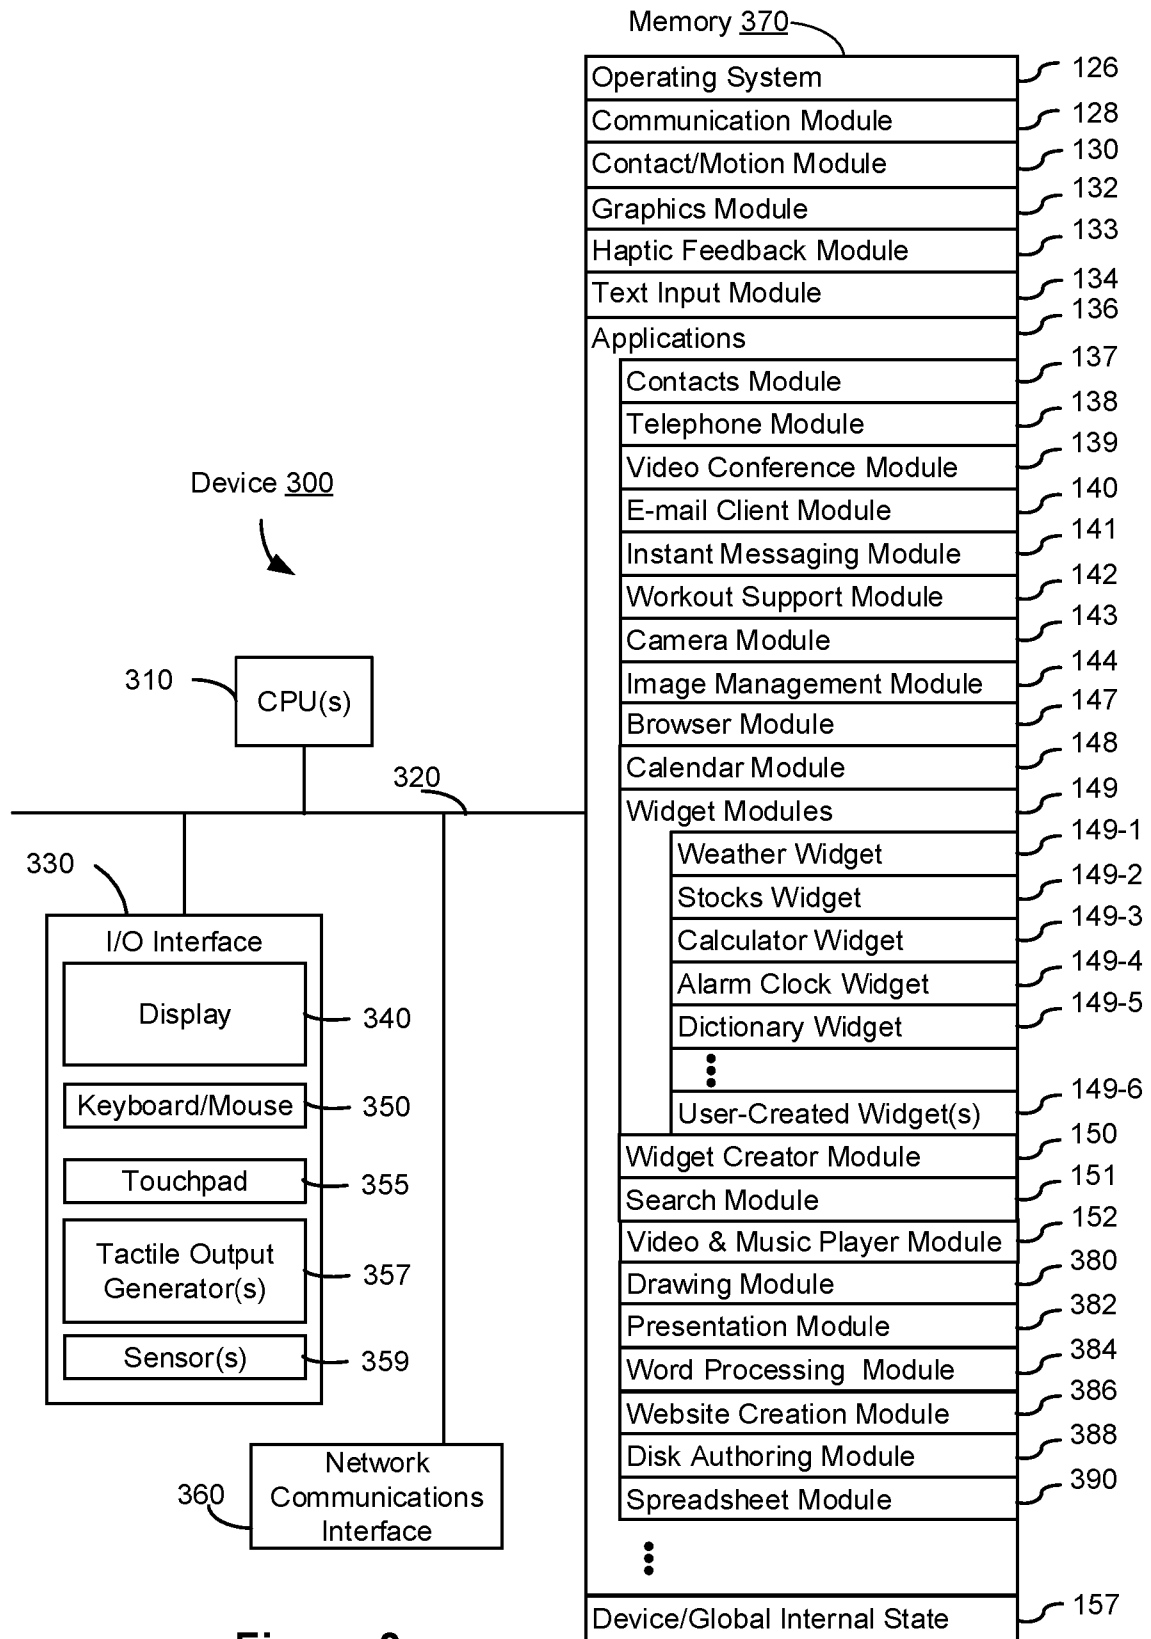 Memory 370
Operating System 126
Communication Module 128
Contact/Motion Module 130
Graphics Module 132
Haptic Feedback Module 133
Text Input Module 134
Applications 136
Contacts Module 137
Telephone Module 138
Video Conference Module 139
E-mail Client Module 140
Instant Messaging Module 141
Workout Support Module 142
Camera Module 143
Image Management Module 144
Browser Module 147
Calendar Module 148
Widget Modules 149
Weather Widget 149-1
Stocks Widget 149-2
Calculator Widget 149-3
Alarm Clock Widget 149-4
Dictionary Widget 149-5
User-Created Widget(s) 149-6
Widget Creator Module 150
Search Module 151
Video & Music Player Module 152
Drawing Module 380
Presentation Module 382
Word Processing Module 384
Website Creation Module 386
Disk Authoring Module 388
Spreadsheet Module 390
Device/Global Internal State 157
Device 300
310
CPU(s)
320
330
I/O Interface
Display 340
Keyboard/Mouse 350
Touchpad 355
Tactile Output
Generator(s) 357
Sensor(s) 359
360
Network
Communications
Interface